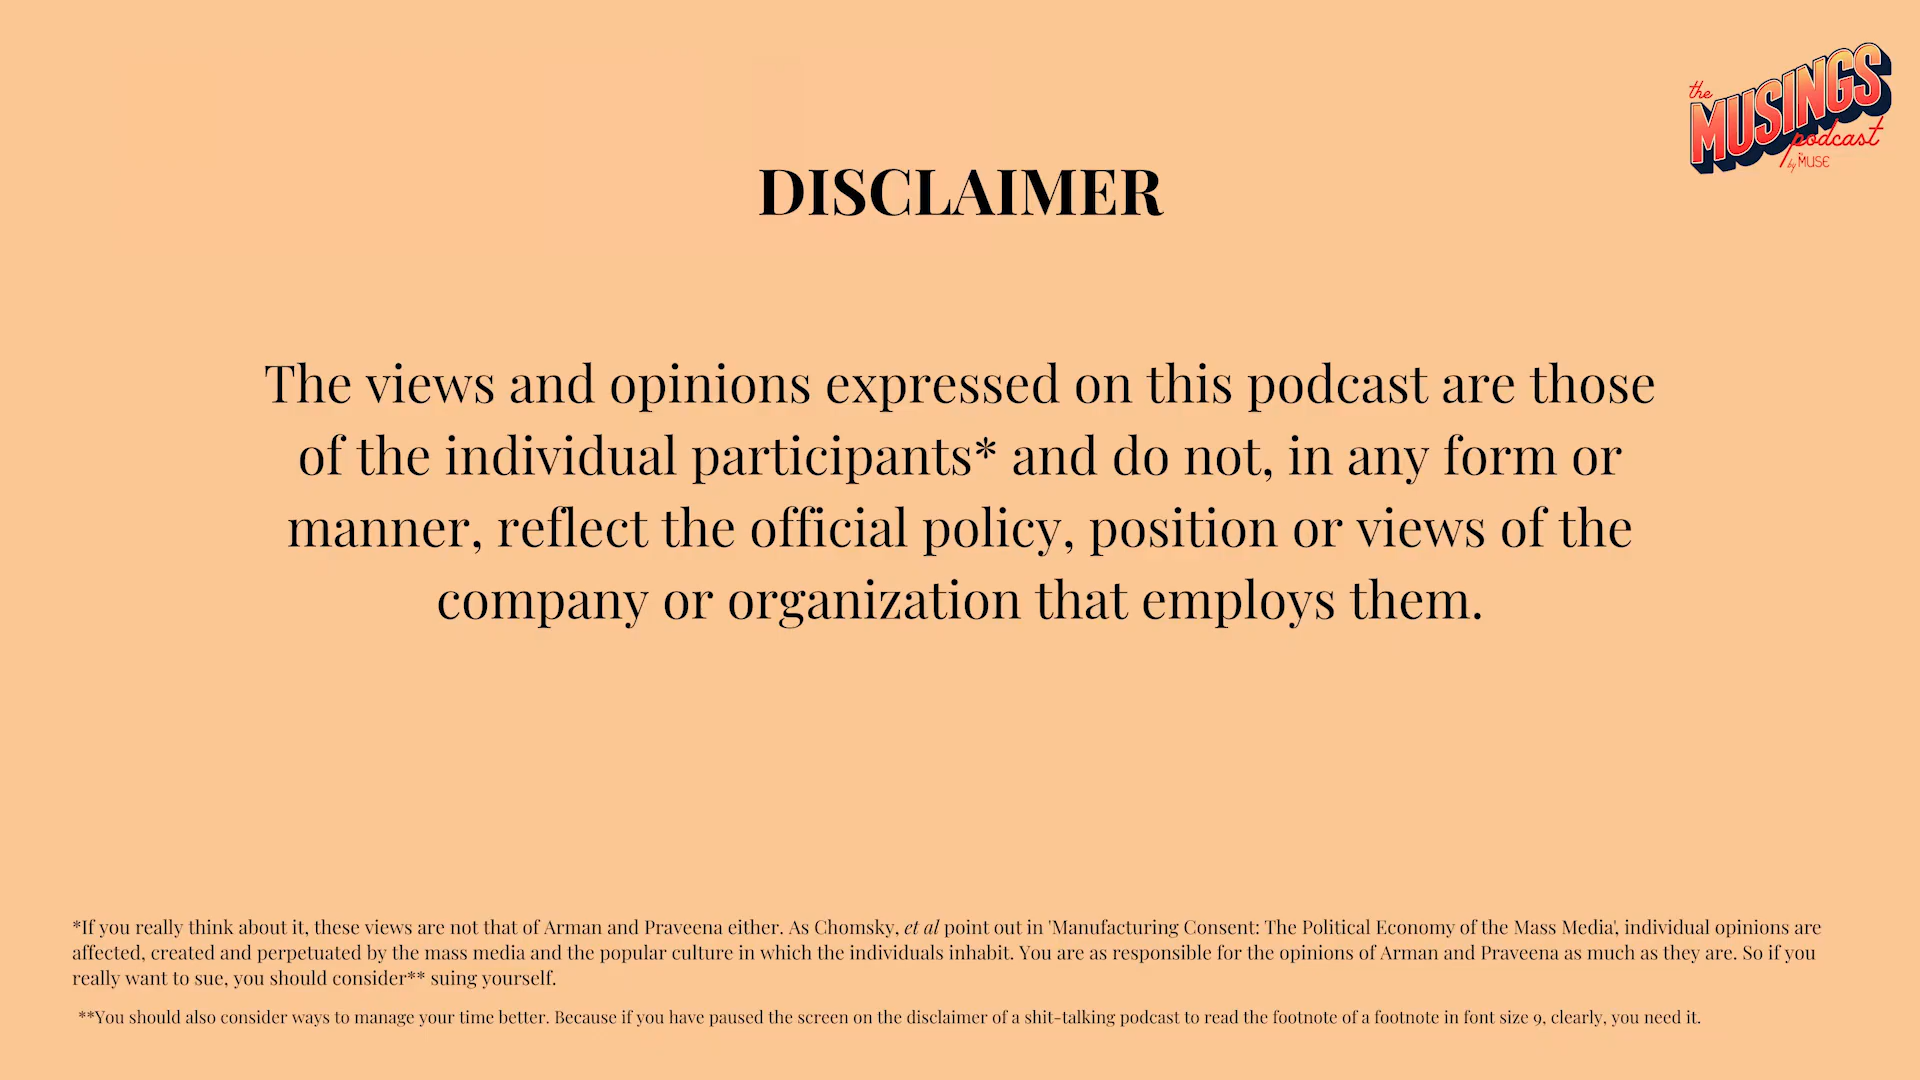 the
MUSINGS
podcast
by MUSE
DISCLAIMER
The views and opinions expressed on this podcast are those
of the individual participants* and do not, in any form or
manner, reflect the official policy, position or views of the
company or organization that employs them.
*If you really think about it, these views are not that of Arman and Praveena either. As Chomsky, et al point out in 'Manufacturing Consent: The Political Economy of the Mass Media', individual opinions are
affected, created and perpetuated by the mass media and the popular culture in which the individuals inhabit. You are as responsible for the opinions of Arman and Praveena as much as they are. So if you
really want to sue, you should consider** suing yourself.
**You should also consider ways to manage your time better. Because if you have paused the screen on the disclaimer of a shit-talking podcast to read the footnote of a footnote in font size 9, clearly, you need it.